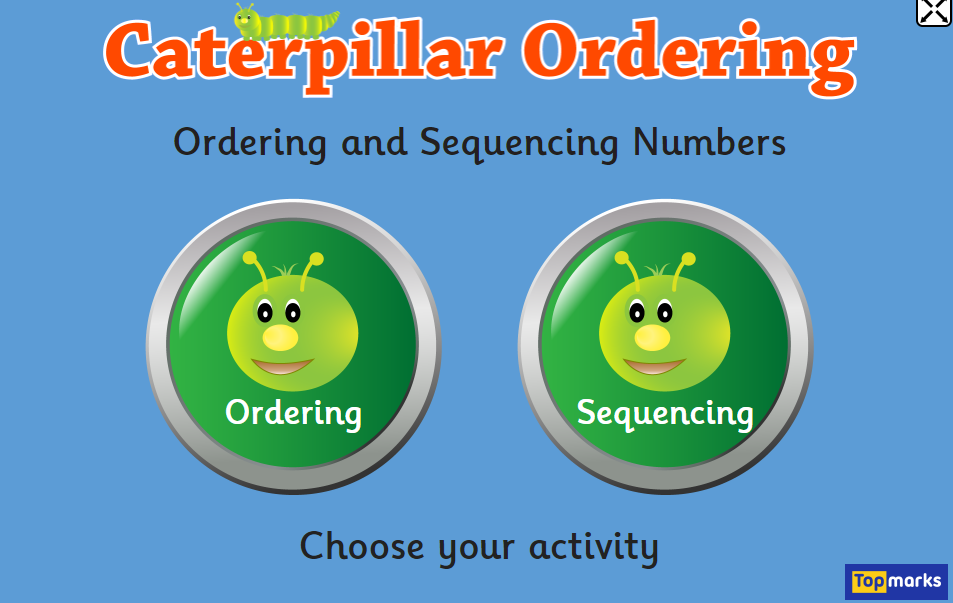 Caterpillar Ordering
Ordering and Sequencing Numbers
Ordering
Sequencing
Choose your activity
Topmarks